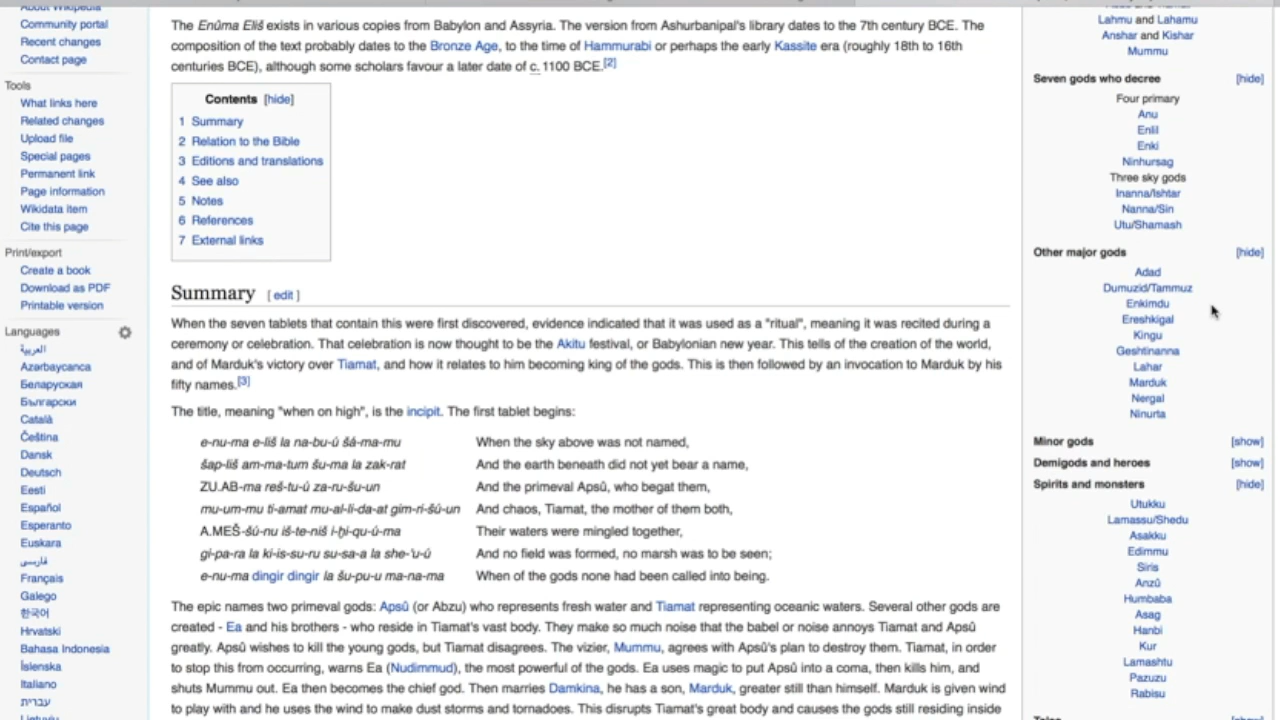 About Wikipedia
Community portal
Recent changes
Contact page
Tools
What links here
Related changes
Upload file
Special pages
Permanent link
Page information
Wikidata item
Cite this page
Print/export
Create a book
Download as PDF
Printable version
Languages
العربية
Azərbaycanca
Беларуская
Български
Català
Čeština
Dansk
Deutsch
Eesti
Español
Esperanto
Euskara
فارسی
Français
Galego
한국어
Hrvatski
Bahasa Indonesia
Íslenska
Italiano
עברית
Lietuvių
The Enûma Eliš exists in various copies from Babylon and Assyria. The version from Ashurbanipal's library dates to the 7th century BCE. The
composition of the text probably dates to the Bronze Age, to the time of Hammurabi or perhaps the early Kassite era (roughly 18th to 16th
centuries BCE), although some scholars favour a later date of c. 1100 BCE.[2]
Contents [hide]
1 Summary
2 Relation to the Bible
3 Editions and translations
4 See also
5 Notes
6 References
7 External links
Summary [ edit ]
When the seven tablets that contain this were first discovered, evidence indicated that it was used as a "ritual", meaning it was recited during a
ceremony or celebration. That celebration is now thought to be the Akitu festival, or Babylonian new year. This tells of the creation of the world,
and of Marduk's victory over Tiamat, and how it relates to him becoming king of the gods. This is then followed by an invocation to Marduk by his
fifty names.[3]
The title, meaning "when on high", is the incipit. The first tablet begins:
e-nu-ma e-liš la na-bu-ú šá-ma-mu When the sky above was not named,
šap-liš am-ma-tum šu-ma la zak-rat And the earth beneath did not yet bear a name,
ZU.AB-ma reš-tu-ú za-ru-šu-un And the primeval Apsû, who begat them,
mu-um-mu ti-amat mu-al-li-da-at gim-ri-šú-un And chaos, Tiamat, the mother of them both,
A.MEŠ-šú-nu iš-te-niš i-ḫi-qu-ú-ma Their waters were mingled together,
gi-pa-ra la ki-is-su-ru su-sa-a la she-'u-ú And no field was formed, no marsh was to be seen;
e-nu-ma dingir dingir la šu-pu-u ma-na-ma When of the gods none had been called into being.
The epic names two primeval gods: Apsû (or Abzu) who represents fresh water and Tiamat representing oceanic waters. Several other gods are
created - Ea and his brothers - who reside in Tiamat's vast body. They make so much noise that the babel or noise annoys Tiamat and Apsû
greatly. Apsû wishes to kill the young gods, but Tiamat disagrees. The vizier, Mummu, agrees with Apsû's plan to destroy them. Tiamat, in order
to stop this from occurring, warns Ea (Nudimmud), the most powerful of the gods. Ea uses magic to put Apsû into a coma, then kills him, and
shuts Mummu out. Ea then becomes the chief god. Then marries Damkina, he has a son, Marduk, greater still than himself. Marduk is given wind
to play with and he uses the wind to make dust storms and tornadoes. This disrupts Tiamat's great body and causes the gods still residing inside
Lahmu and Lahamu
Anshar and Kishar
Mummu
Seven gods who decree [hide]
Four primary
Anu
Enlil
Enki
Ninhursag
Three sky gods
Inanna/Ishtar
Nanna/Sin
Utu/Shamash
Other major gods [hide]
Adad
Dumuzid/Tammuz
Enkimdu
Ereshkigal
Kingu
Geshtinanna
Lahar
Marduk
Nergal
Ninurta
Minor gods [show]
Demigods and heroes [show]
Spirits and monsters [hide]
Utukku
Lamassu/Shedu
Asakku
Edimmu
Siris
Anzû
Humbaba
Asag
Hanbi
Kur
Lamashtu
Pazuzu
Rabisu